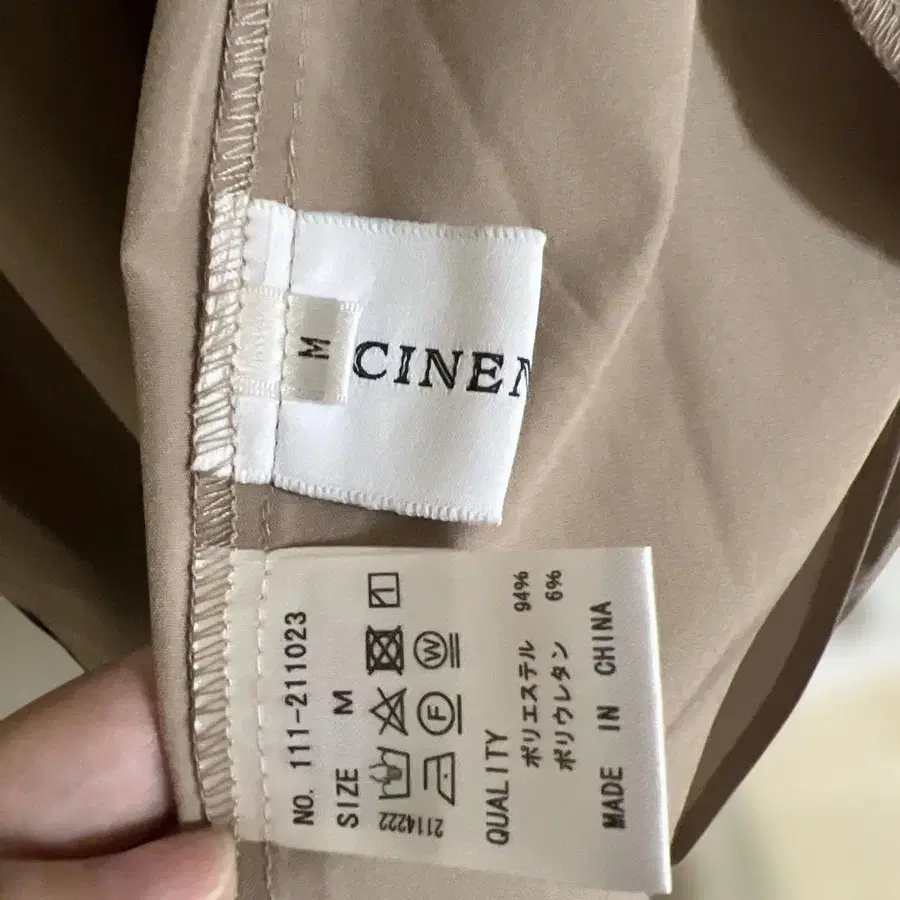 M
CINEN
NO. 111-211023
SIZE M
2114222
W
F
QUALITY
ポリエステル 94%
ポリウレタン 6%
MADE IN CHINA